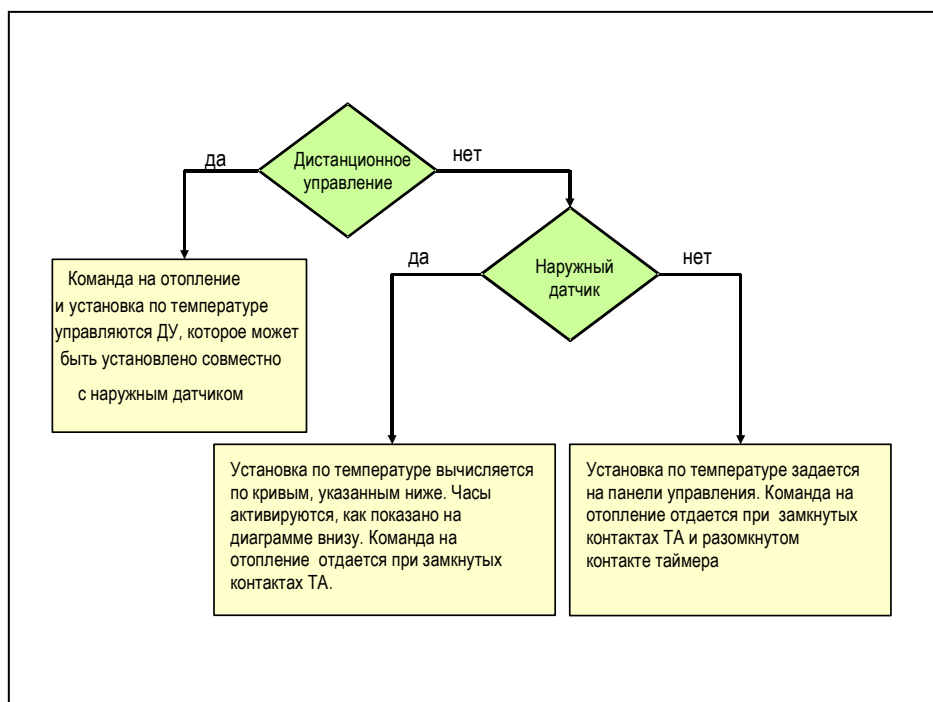 Дистанционное
управление
да
нет
Наружный
датчик
да
нет
Команда на отопление
и установка по температуре
управляются ДУ, которое может
быть установлено совместно
с наружным датчиком
Установка по температуре вычисляется
по кривым, указанным ниже. Часы
активируются, как показано на
диаграмме внизу. Команда на
отопление отдается при замкнутых
контактах ТА.
Установка по температуре задается
на панели управления. Команда на
отопление отдается при замкнутых
контактах ТА и разомкнутом
контакте таймера